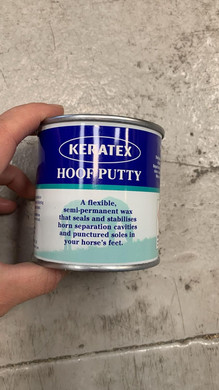 KERATEX
HOOF PUTTY
A flexible,
semi-permanent wax
that seals and stabilises
horn separation cavities
and punctured soles in
your horse's feet.